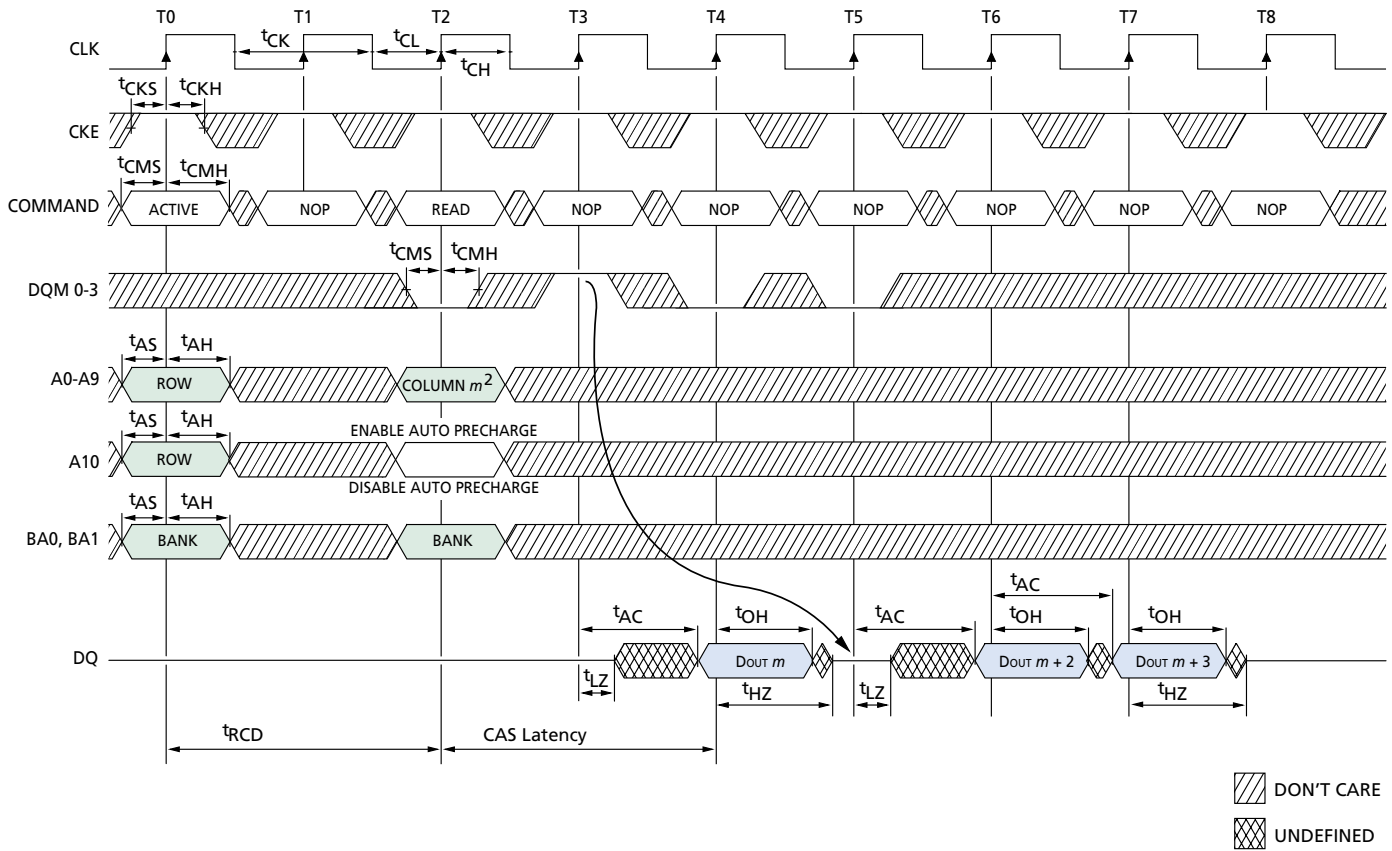 T0 T1 T2 T3 T4 T5 T6 T7 T8
CLK
tCK tCL
tCH
tCKS tCKH
CKE
tCMS tCMH
COMMAND ACTIVE NOP READ NOP NOP NOP NOP NOP NOP
tCMS tCMH
DQM 0-3
tAS tAH
A0-A9 ROW COLUMN m2
tAS tAH ENABLE AUTO PRECHARGE
A10 ROW
DISABLE AUTO PRECHARGE
tAS tAH
BA0, BA1 BANK BANK
tAC
tAC tOH tAC tOH tOH
DQ DOUT m DOUT m + 2 DOUT m + 3
tLZ tHZ tLZ tHZ
tRCD CAS Latency
DON'T CARE
UNDEFINED